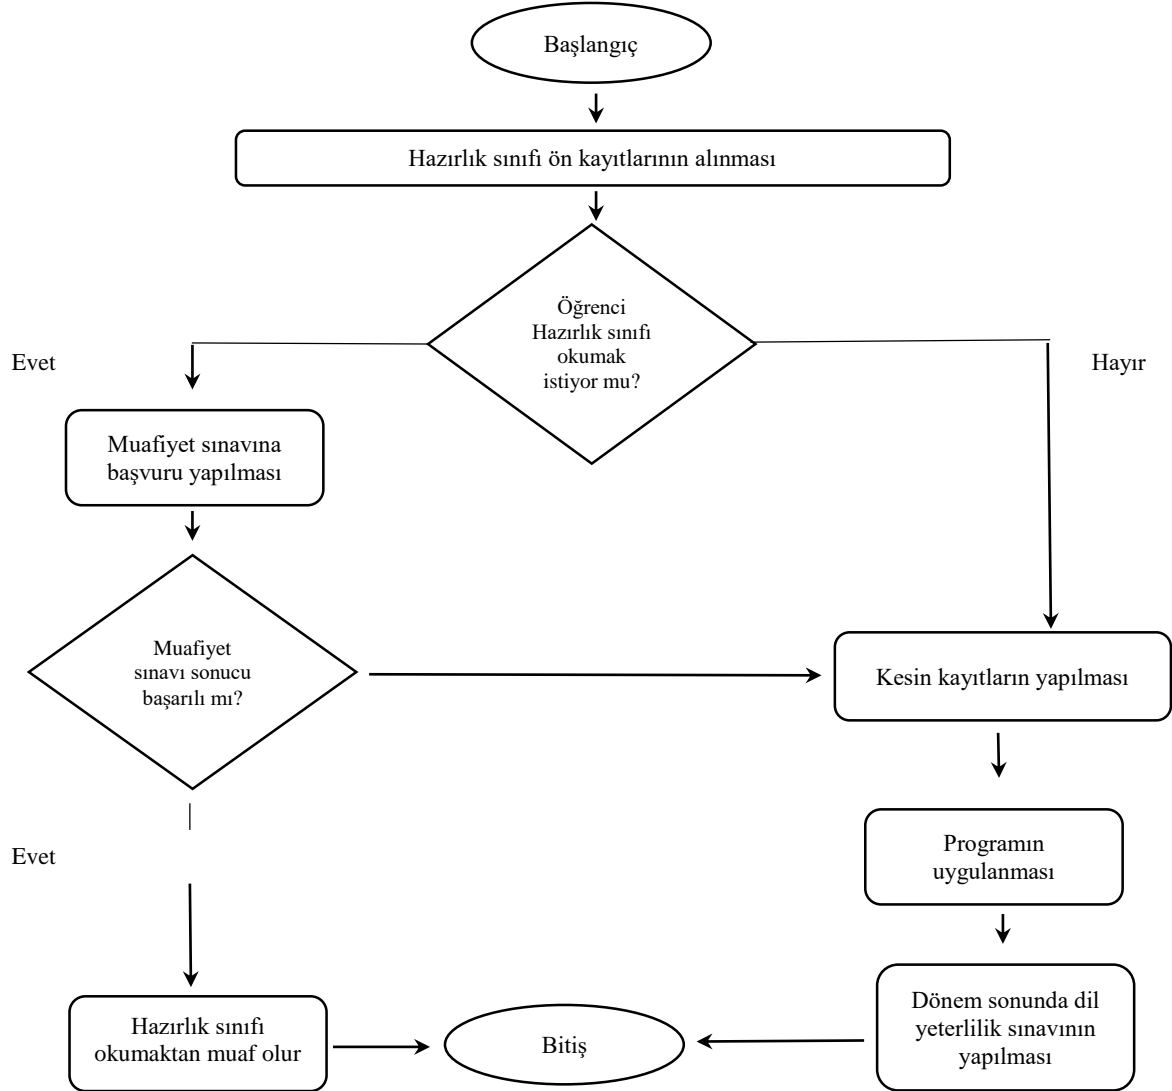 Başlangıç
Hazırlık sınıfı ön kayıtlarının alınması
Öğrenci
Hazırlık sınıfı
okumak
istiyor mu?
Evet
Hayır
Muafiyet sınavına
başvuru yapılması
Muafiyet
sınavı sonucu
başarılı mı?
Kesin kayıtların yapılması
Evet
Programın
uygulanması
Hazırlık sınıfı
okumaktan muaf olur
Bitiş
Dönem sonunda dil
yeterlilik sınavının
yapılması